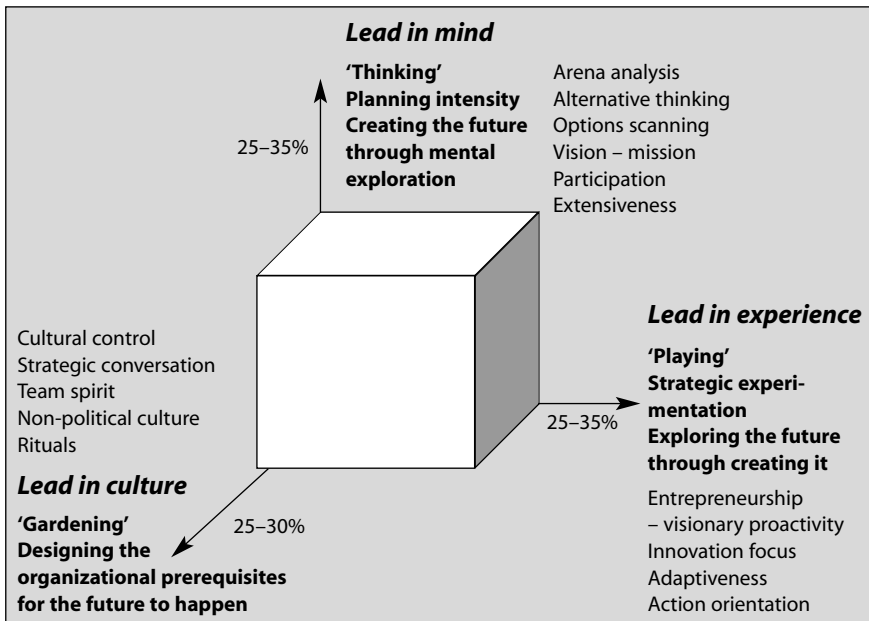 Lead in mind
‘Thinking’
Planning intensity
Creating the future
through mental
exploration
Arena analysis
Alternative thinking
Options scanning
Vision – mission
Participation
Extensiveness
25–35%
Lead in experience
‘Playing’
Strategic experi-
mentation
Exploring the future
through creating it
25–35%
Entrepreneurship
– visionary proactivity
Innovation focus
Adaptiveness
Action orientation
Cultural control
Strategic conversation
Team spirit
Non-political culture
Rituals
Lead in culture
‘Gardening’
Designing the
organizational prerequisites
for the future to happen
25–30%